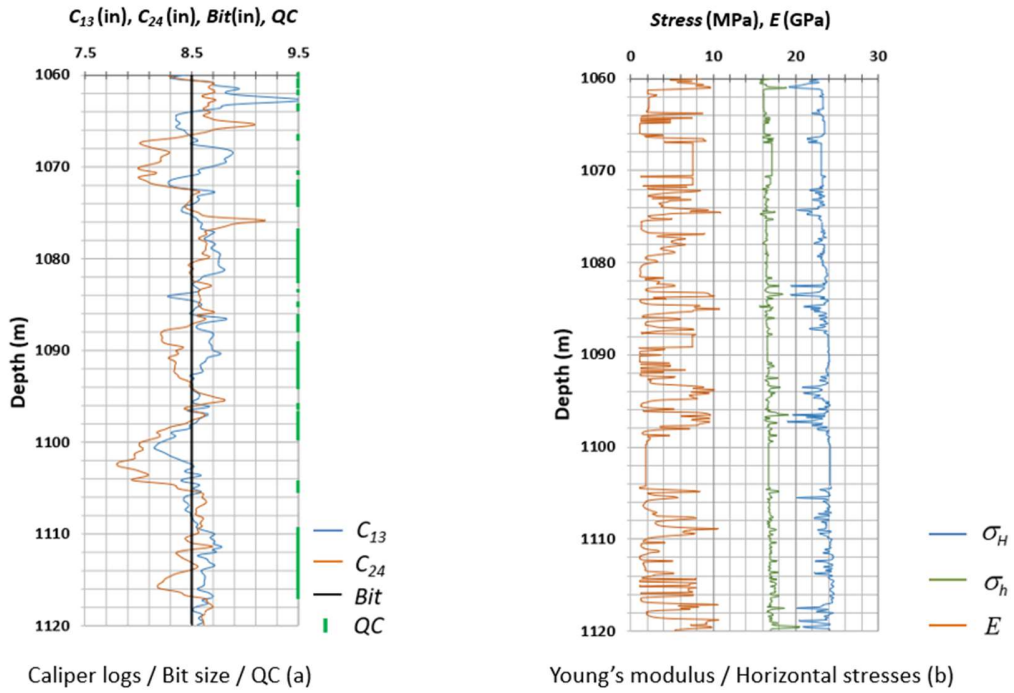 C13 (in), C24 (in), Bit(in), QC
7.5 8.5 9.5
1060
1070
1080
1090
1100
1110
1120
Depth (m)
C13
C24
Bit
QC
Caliper logs / Bit size / QC (a)
Stress (MPa), E (GPa)
0 10 20 30
1060
1070
1080
1090
1100
1110
1120
Depth (m)
σH
σh
E
Young’s modulus / Horizontal stresses (b)